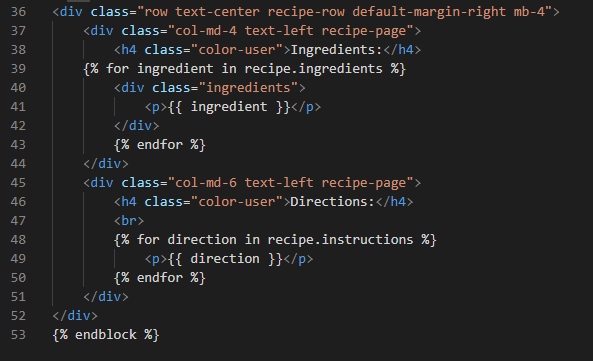 36 <div class="row text-center recipe-row default-margin-right mb-4">
37     <div class="col-md-4 text-left recipe-page">
38         <h4 class="color-user">Ingredients:</h4>
39     {% for ingredient in recipe.ingredients %}
40         <div class="ingredients">
41             <p>{{ ingredient }}</p>
42         </div>
43         {% endfor %}
44     </div>
45     <div class="col-md-6 text-left recipe-page">
46         <h4 class="color-user">Directions:</h4>
47         <br>
48         {% for direction in recipe.instructions %}
49             <p>{{ direction }}</p>
50         {% endfor %}
51     </div>
52 </div>
53 {% endblock %}